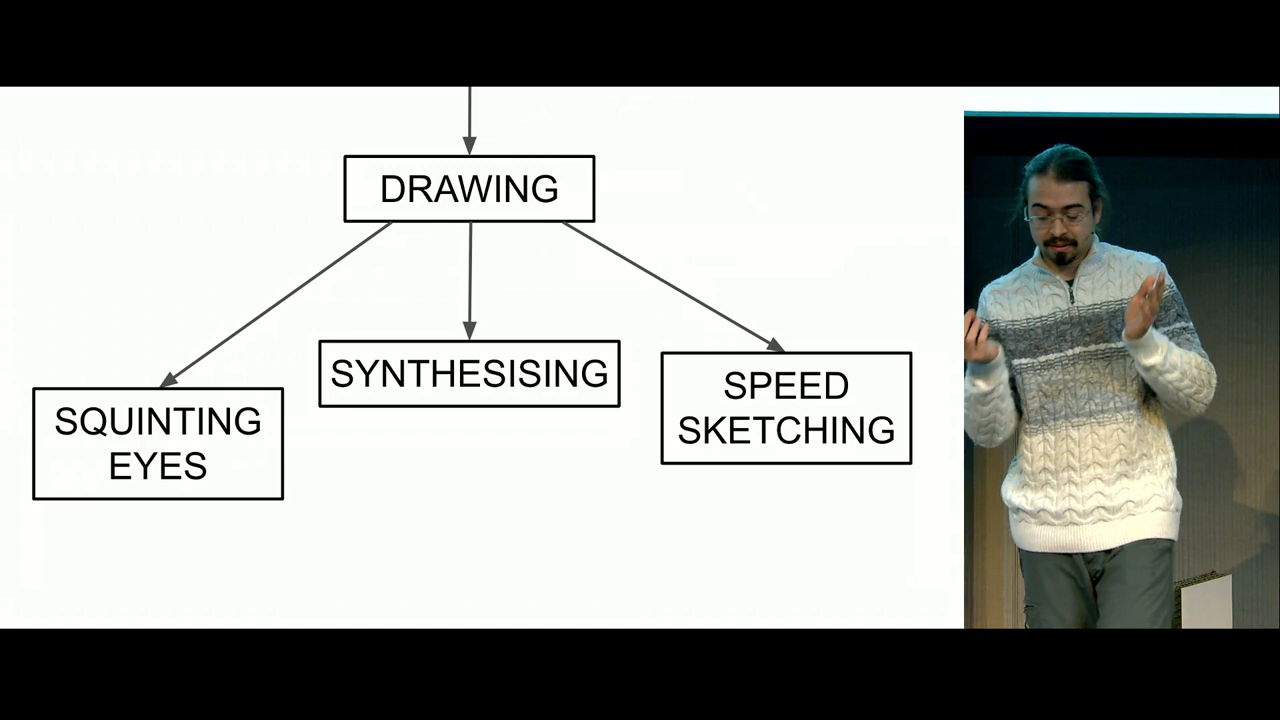 DRAWING
SQUINTING
EYES
SYNTHESISING
SPEED
SKETCHING